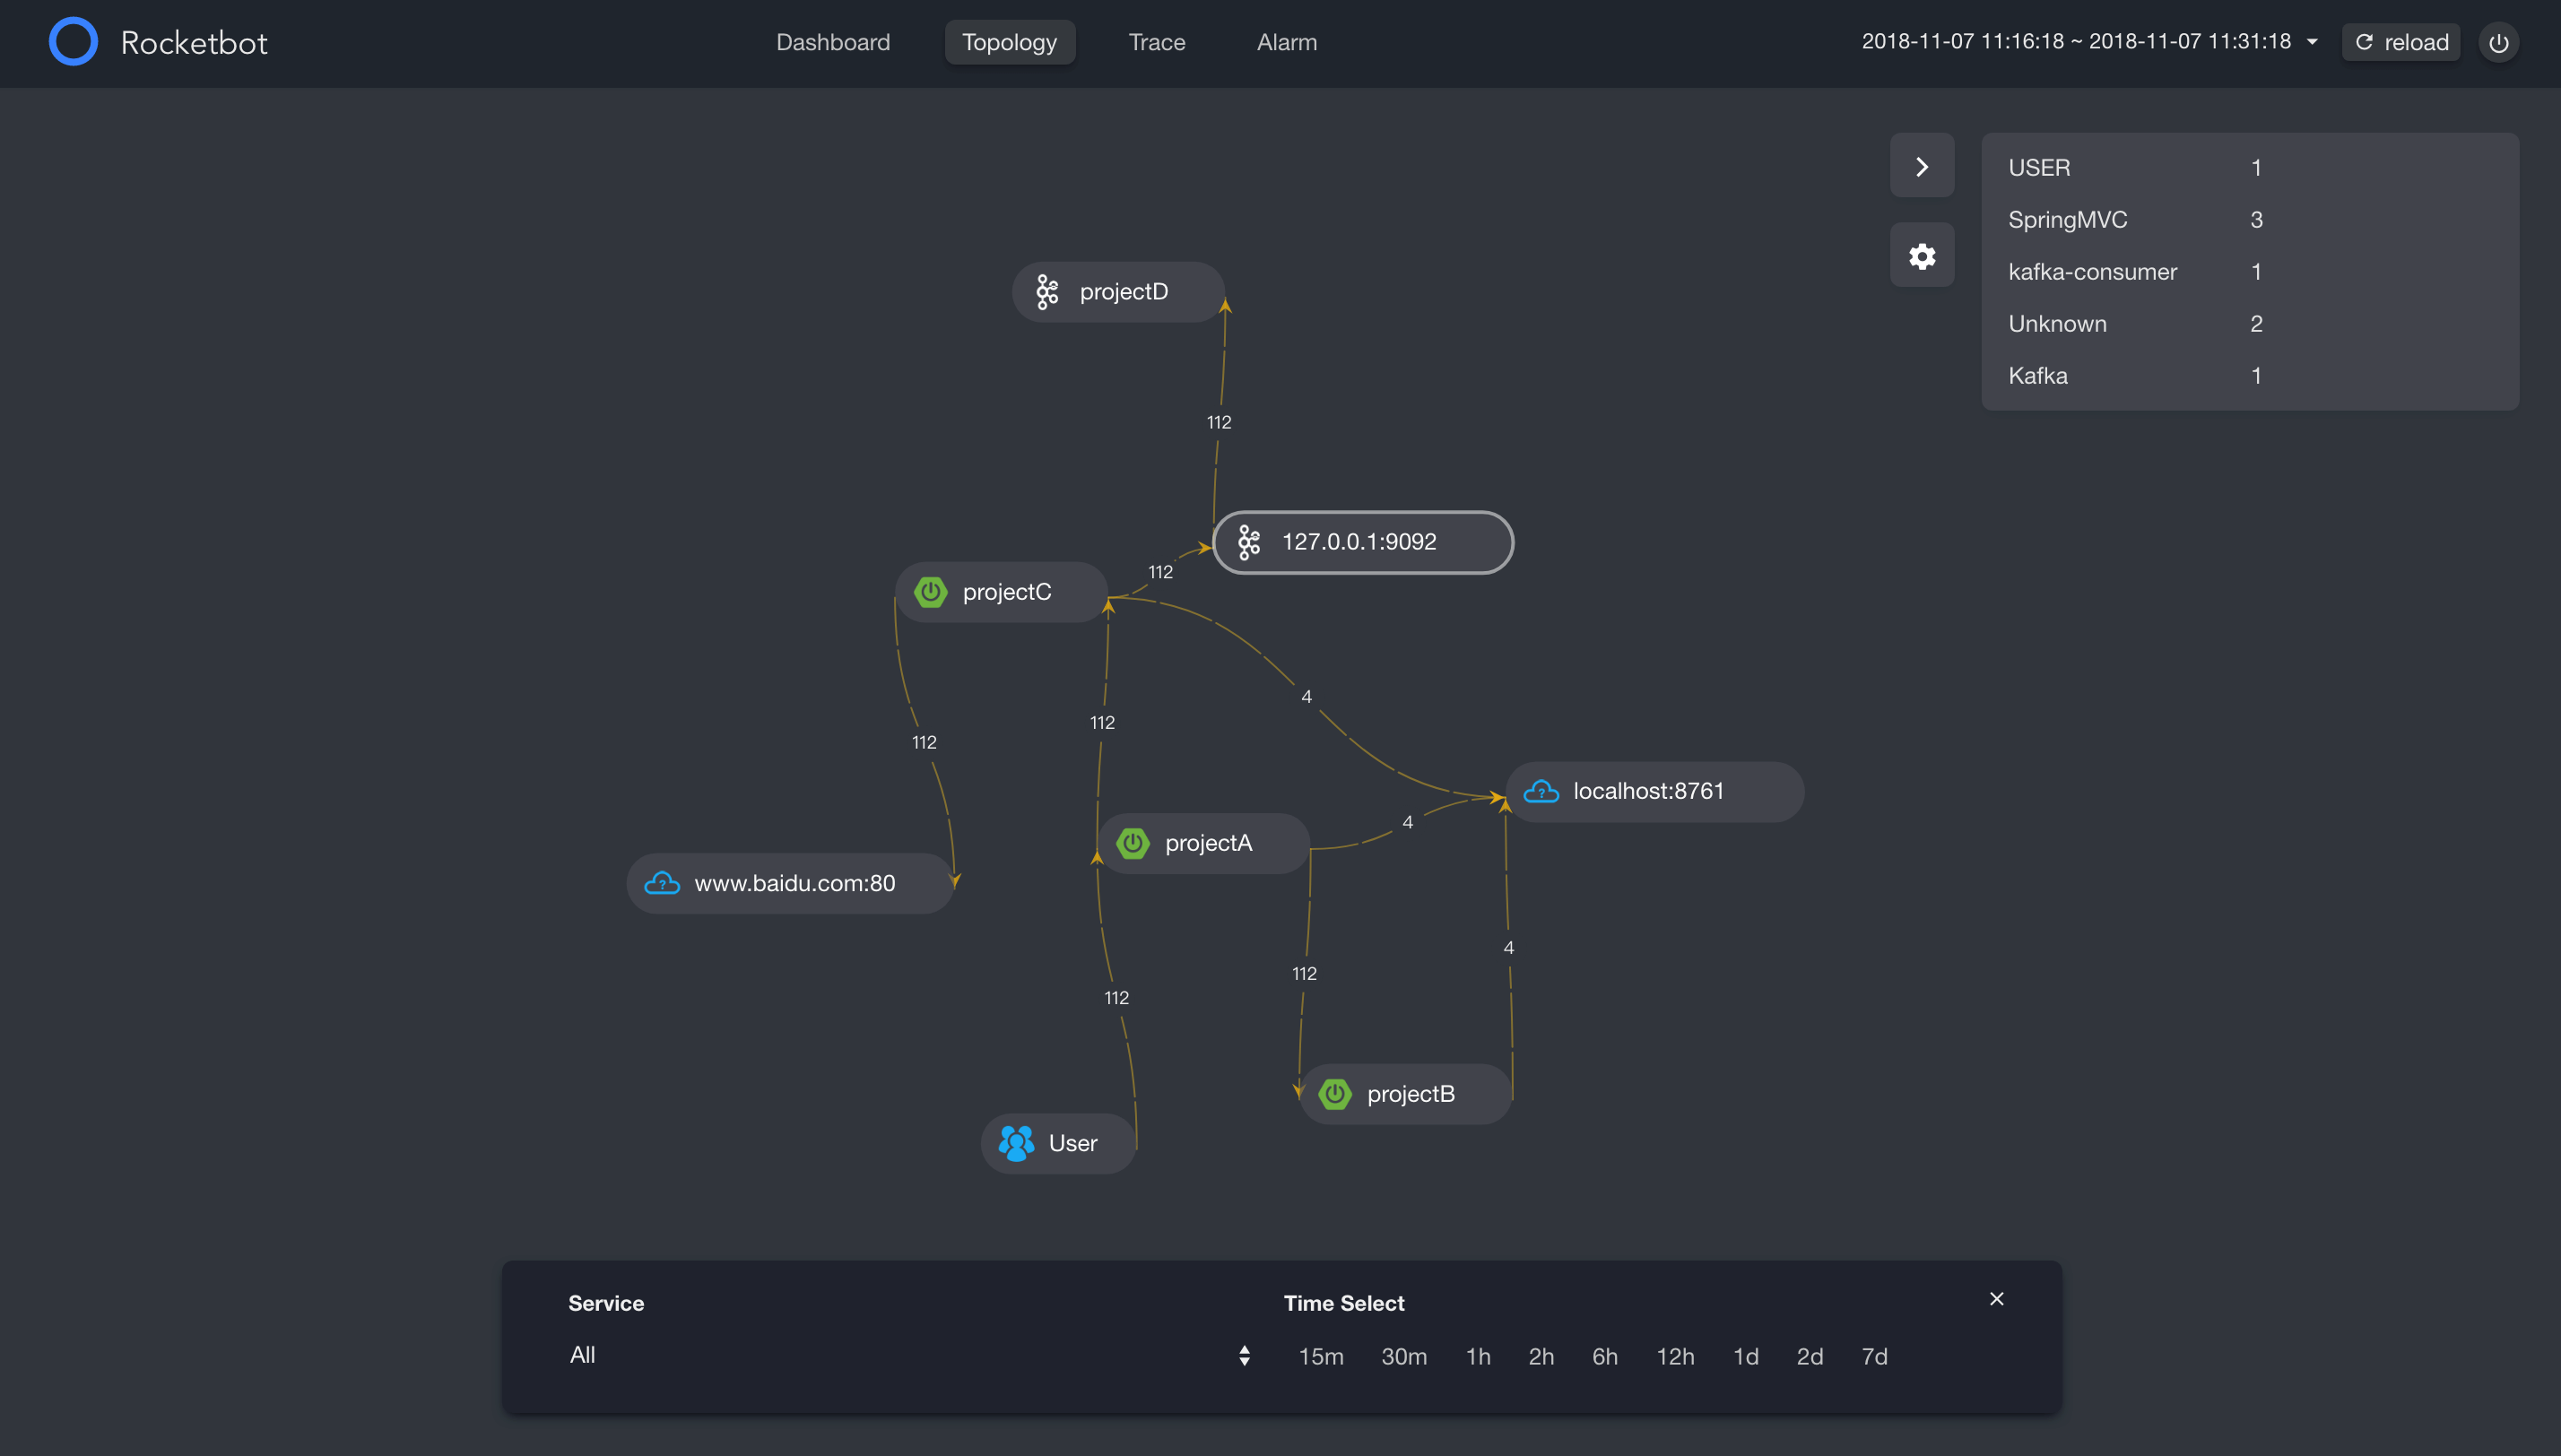 Rocketbot
Dashboard Topology Trace Alarm
2018-11-07 11:16:18 ~ 2018-11-07 11:31:18
reload
USER 1
SpringMVC 3
kafka-consumer 1
Unknown 2
Kafka 1
projectD
112
127.0.0.1:9092
112
projectC
4
112
112
localhost:8761
4
projectA
www.baidu.com:80
4
112
112
projectB
User
Service
Time Select
All
15m 30m 1h 2h 6h 12h 1d 2d 7d